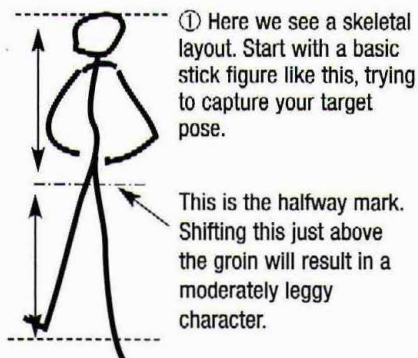 ① Here we see a skeletal
layout. Start with a basic
stick figure like this, trying
to capture your target
pose.
This is the halfway mark.
Shifting this just above
the groin will result in a
moderately leggy
character.